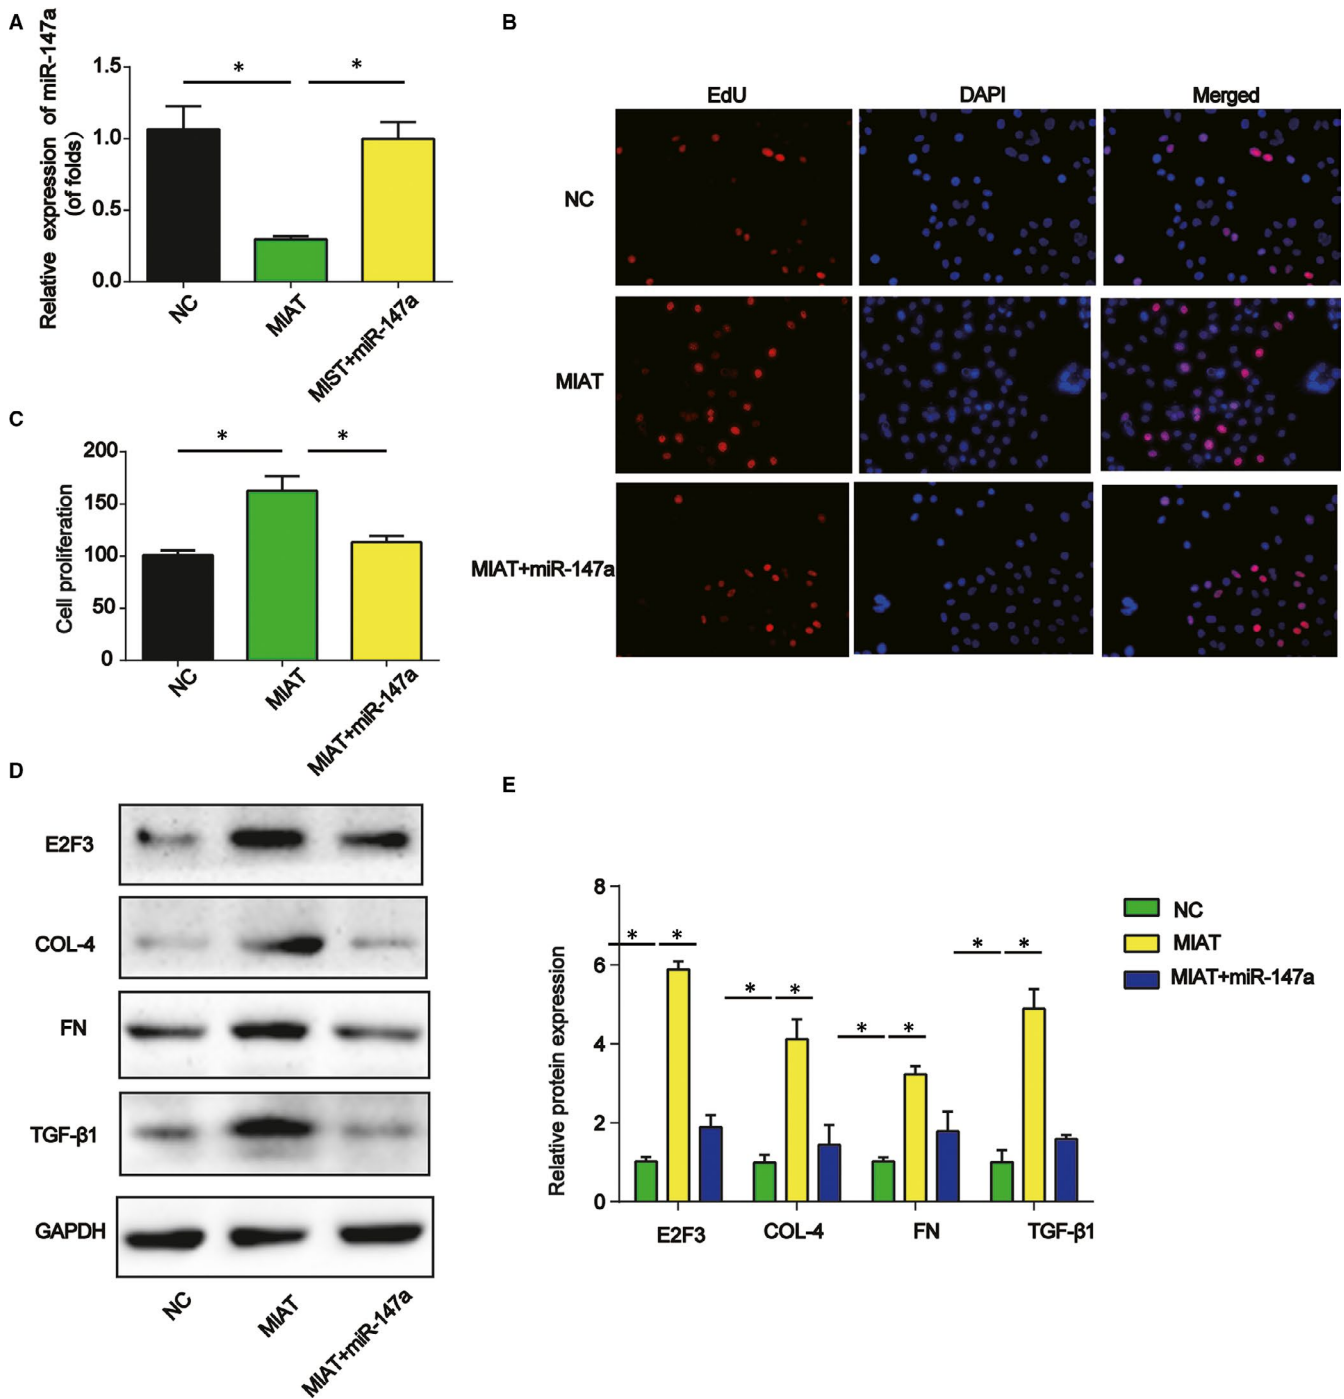 A
Relative expression of miR-147a
(of folds)
1.5
1.0
0.5
0.0
*
*
NC
MIAT
MIST+miR-147a
B
EdU
DAPI
Merged
NC
MIAT
MIAT+miR-147a
C
Cell proliferation
200
150
100
50
0
*
*
NC
MIAT
MIAT+miR-147a
D
E2F3
COL-4
FN
TGF-β1
GAPDH
NC
MIAT
MIAT+miR-147a
E
Relative protein expression
8
6
4
2
0
*
*
*
*
*
*
*
*
E2F3
COL-4
FN
TGF-β1
NC
MIAT
MIAT+miR-147a